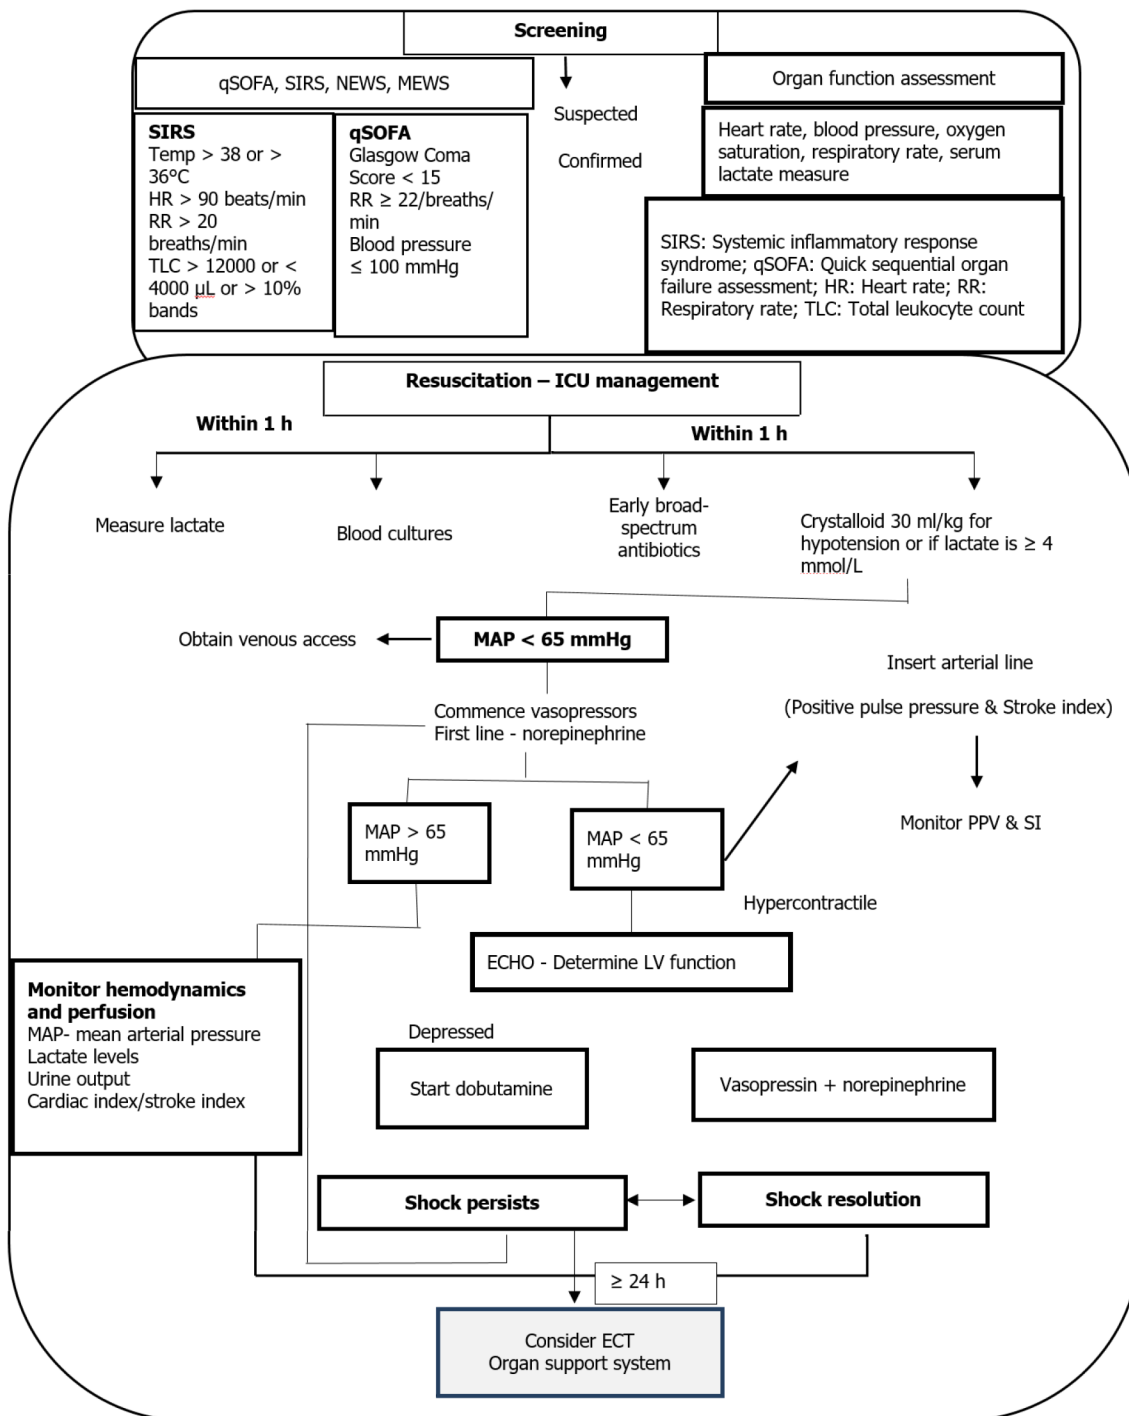 Screening
qSOFA, SIRS, NEWS, MEWS
SIRS
Temp > 38 or >
36°C
HR > 90 beats/min
RR > 20
breaths/min
TLC > 12000 or <
4000 µL or > 10%
bands
qSOFA
Glasgow Coma
Score < 15
RR ≥ 22/breaths/
min
Blood pressure
≤ 100 mmHg
Suspected
Confirmed
Organ function assessment
Heart rate, blood pressure, oxygen
saturation, respiratory rate, serum
lactate measure
SIRS: Systemic inflammatory response
syndrome; qSOFA: Quick sequential organ
failure assessment; HR: Heart rate; RR:
Respiratory rate; TLC: Total leukocyte count
Resuscitation – ICU management
Within 1 h
Within 1 h
Measure lactate
Blood cultures
Early broad-
spectrum
antibiotics
Crystalloid 30 ml/kg for
hypotension or if lactate is ≥ 4
mmol/L
Obtain venous access
MAP < 65 mmHg
Insert arterial line
(Positive pulse pressure & Stroke index)
Monitor PPV & SI
Commence vasopressors
First line - norepinephrine
MAP > 65
mmHg
MAP < 65
mmHg
Hypercontractile
ECHO - Determine LV function
Monitor hemodynamics
and perfusion
MAP- mean arterial pressure
Lactate levels
Urine output
Cardiac index/stroke index
Depressed
Start dobutamine
Vasopressin + norepinephrine
Shock persists
Shock resolution
≥ 24 h
Consider ECT
Organ support system